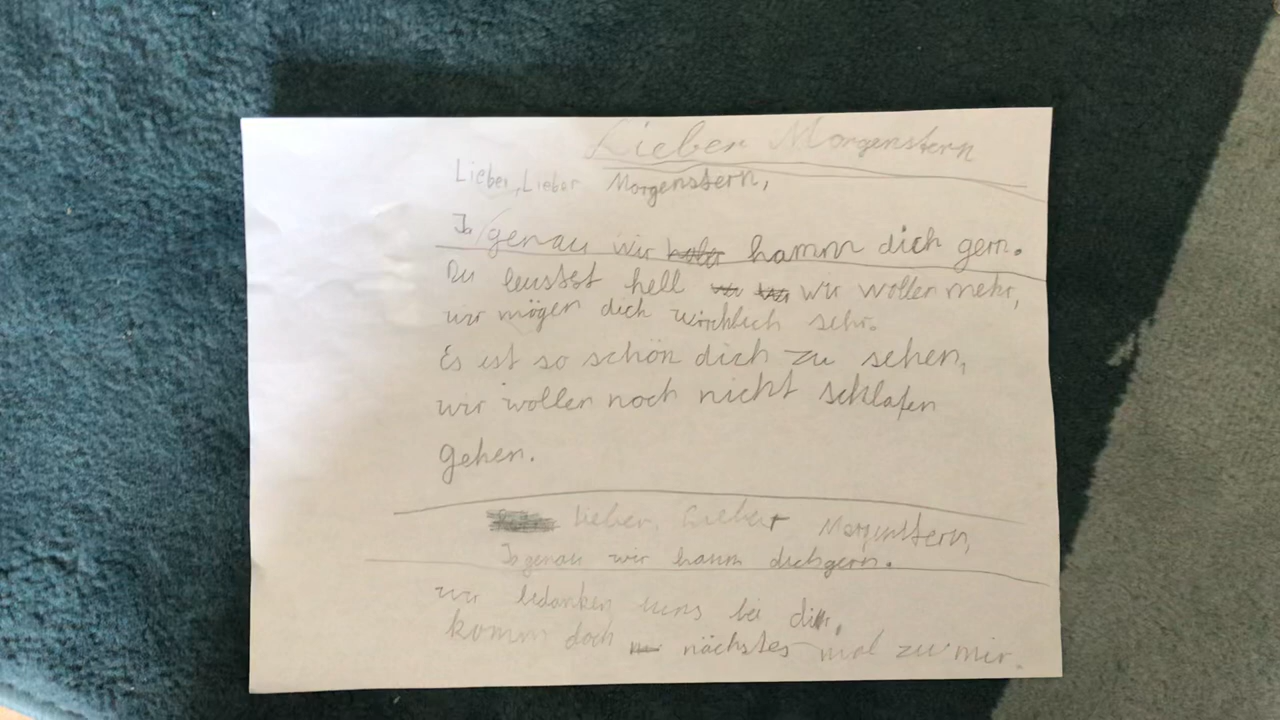 Lieber Morgenstern
Lieber, Lieber Morgenstern,
Ja genau wir hamm dich gern.
Du leustst hell wir wollen mehr,
wir mögen dich wirchlich sehr.
Es ist so schön dich zu sehen,
wir wollen noch nicht schlafen
gehen.
Lieber, Lieber Morgenstern,
Ja genau wir hamm dich gern.
wir bedanken uns bei dir,
komm doch nächstes mal zu mir.